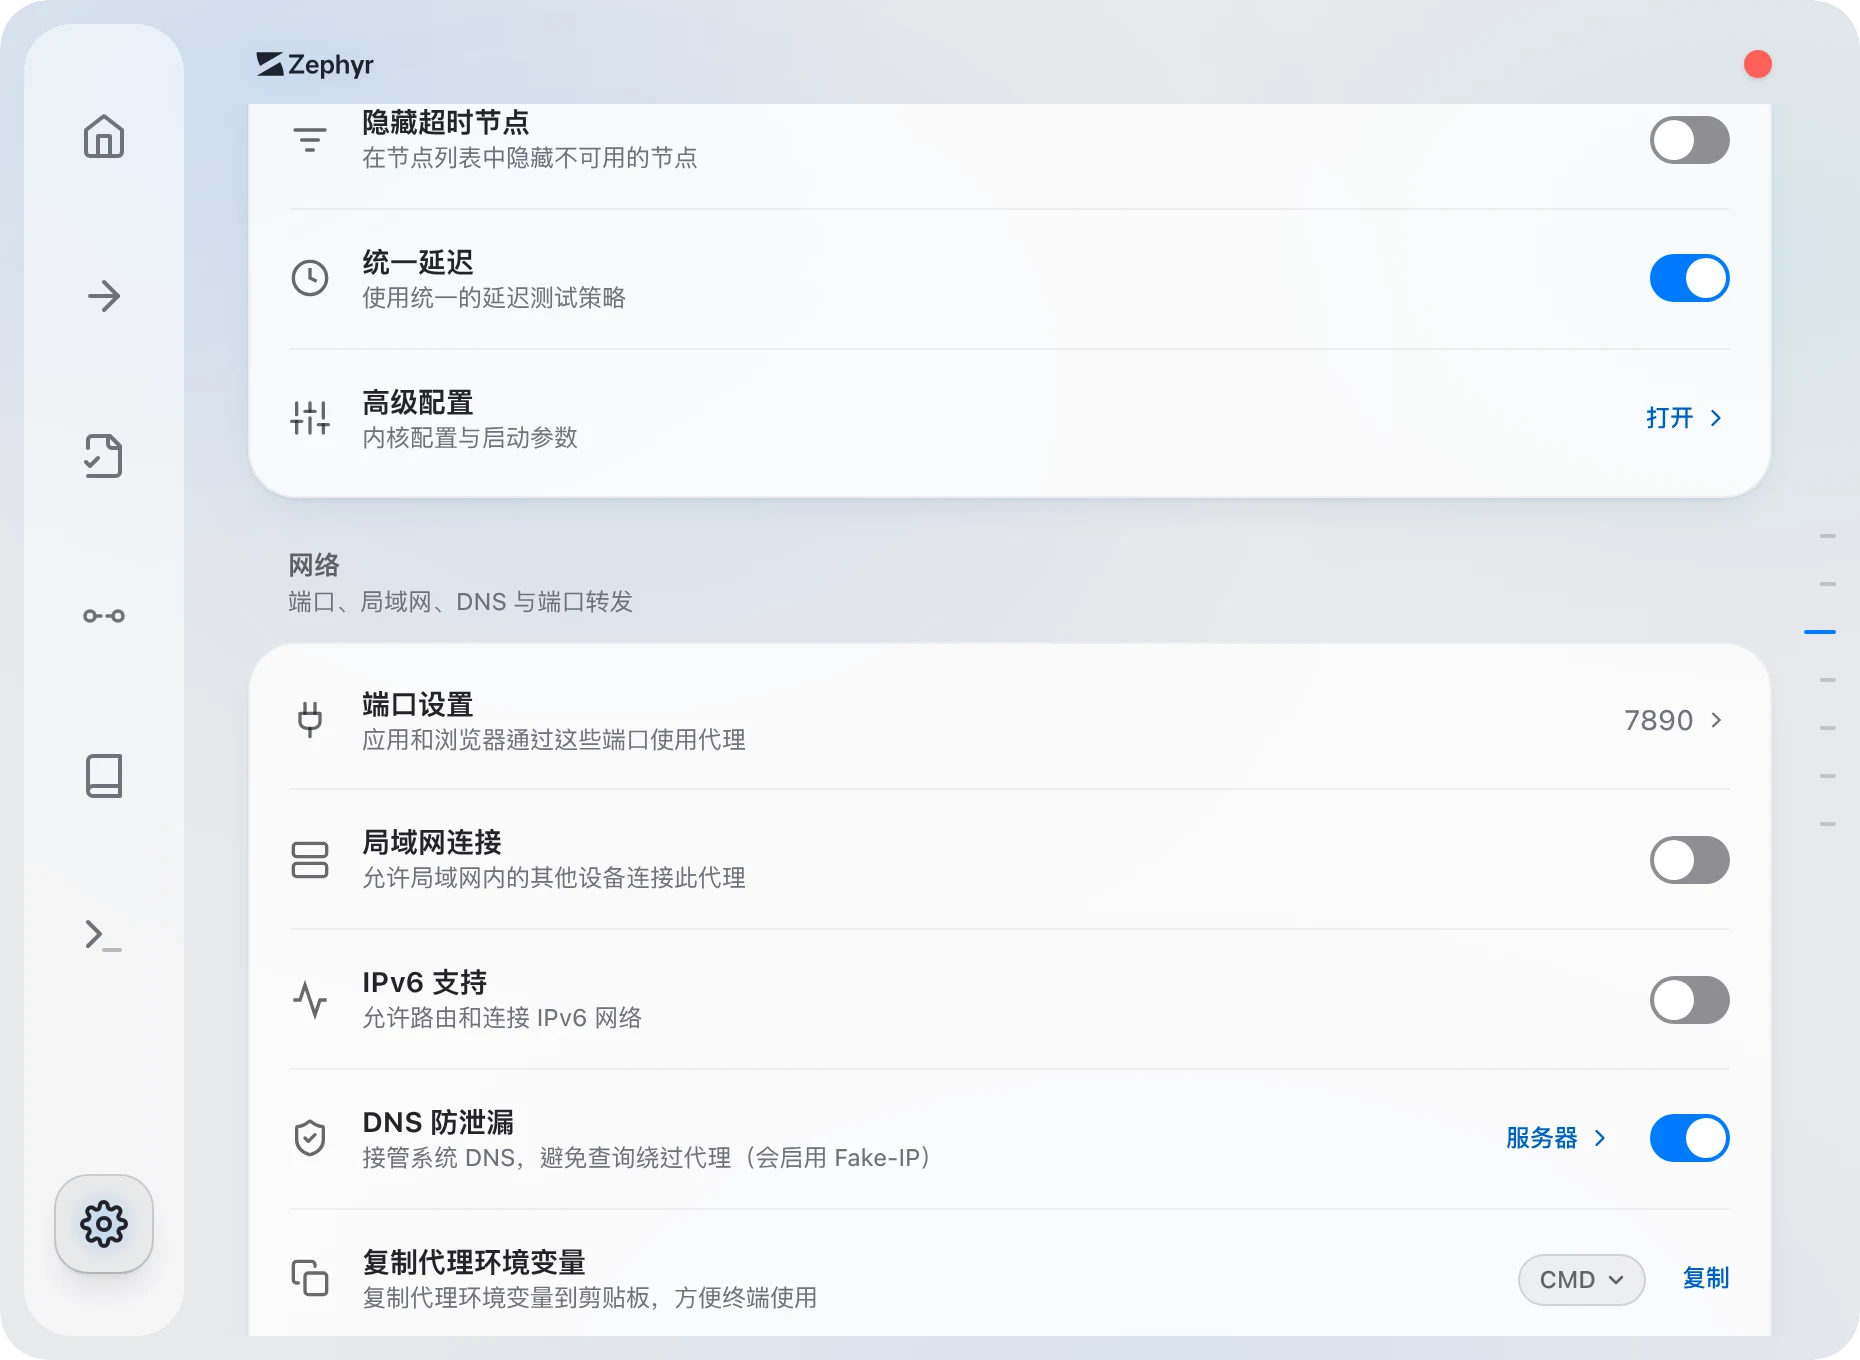 Zephyr
隐藏超时节点
在节点列表中隐藏不可用的节点
统一延迟
使用统一的延迟测试策略
高级配置
内核配置与启动参数
打开
网络
端口、局域网、DNS 与端口转发
端口设置
应用和浏览器通过这些端口使用代理
7890
局域网连接
允许局域网内的其他设备连接此代理
IPv6 支持
允许路由和连接 IPv6 网络
DNS 防泄漏
接管系统 DNS，避免查询绕过代理（会启用 Fake-IP）
服务器
复制代理环境变量
复制代理环境变量到剪贴板，方便终端使用
CMD
复制